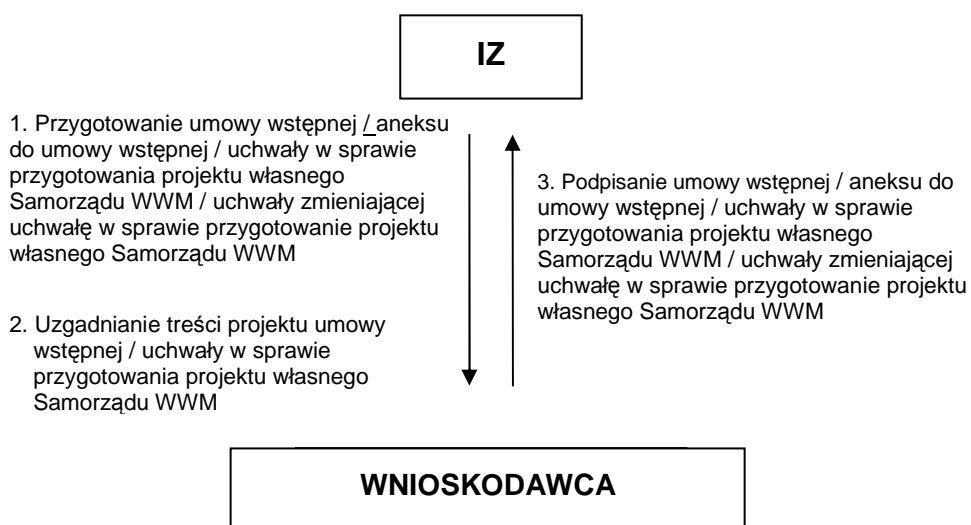 IZ
1. Przygotowanie umowy wstępnej / aneksu
do umowy wstępnej / uchwały w sprawie
przygotowania projektu własnego
Samorządu WWM / uchwały zmieniającej
uchwałę w sprawie przygotowanie projektu
własnego Samorządu WWM
2. Uzgadnianie treści projektu umowy
wstępnej / uchwały w sprawie
przygotowania projektu własnego
Samorządu WWM
3. Podpisanie umowy wstępnej / aneksu do
umowy wstępnej / uchwały w sprawie
przygotowania projektu własnego
Samorządu WWM / uchwały zmieniającej
uchwałę w sprawie przygotowanie projektu
własnego Samorządu WWM
WNIOSKODAWCA